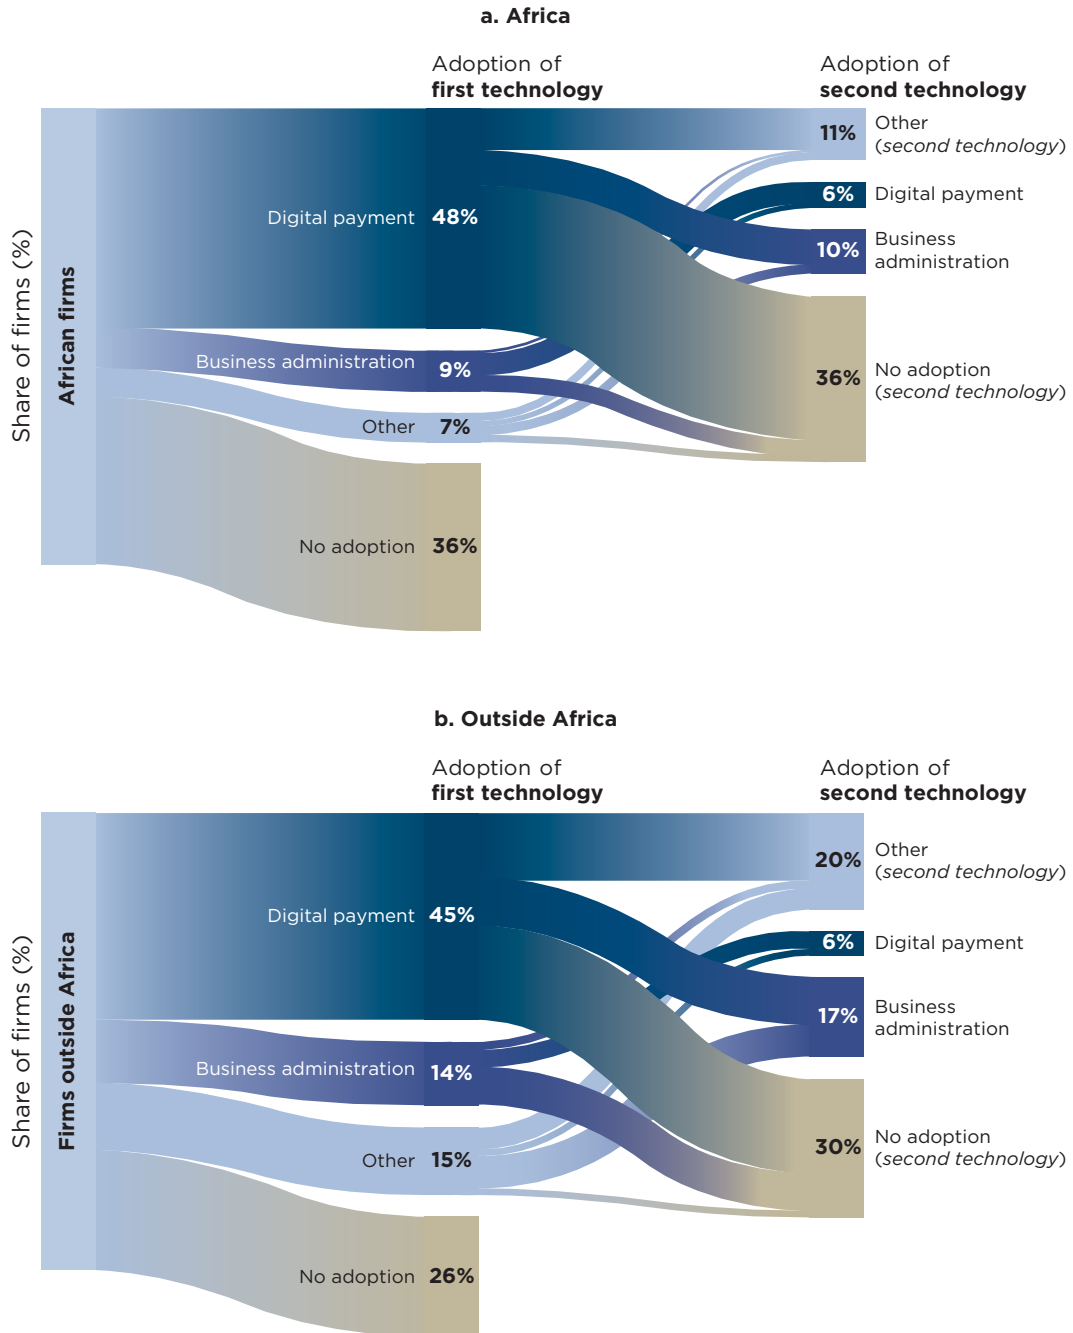 a. Africa
Adoption of
first technology
Adoption of
second technology
Share of firms (%)
African firms
Digital payment
48%
Business administration
9%
Other
7%
No adoption
36%
11%
Other
(second technology)
6%
Digital payment
10%
Business
administration
36%
No adoption
(second technology)
b. Outside Africa
Adoption of
first technology
Adoption of
second technology
Share of firms (%)
Firms outside Africa
Digital payment
45%
Business administration
14%
Other
15%
No adoption
26%
20%
Other
(second technology)
6%
Digital payment
17%
Business
administration
30%
No adoption
(second technology)